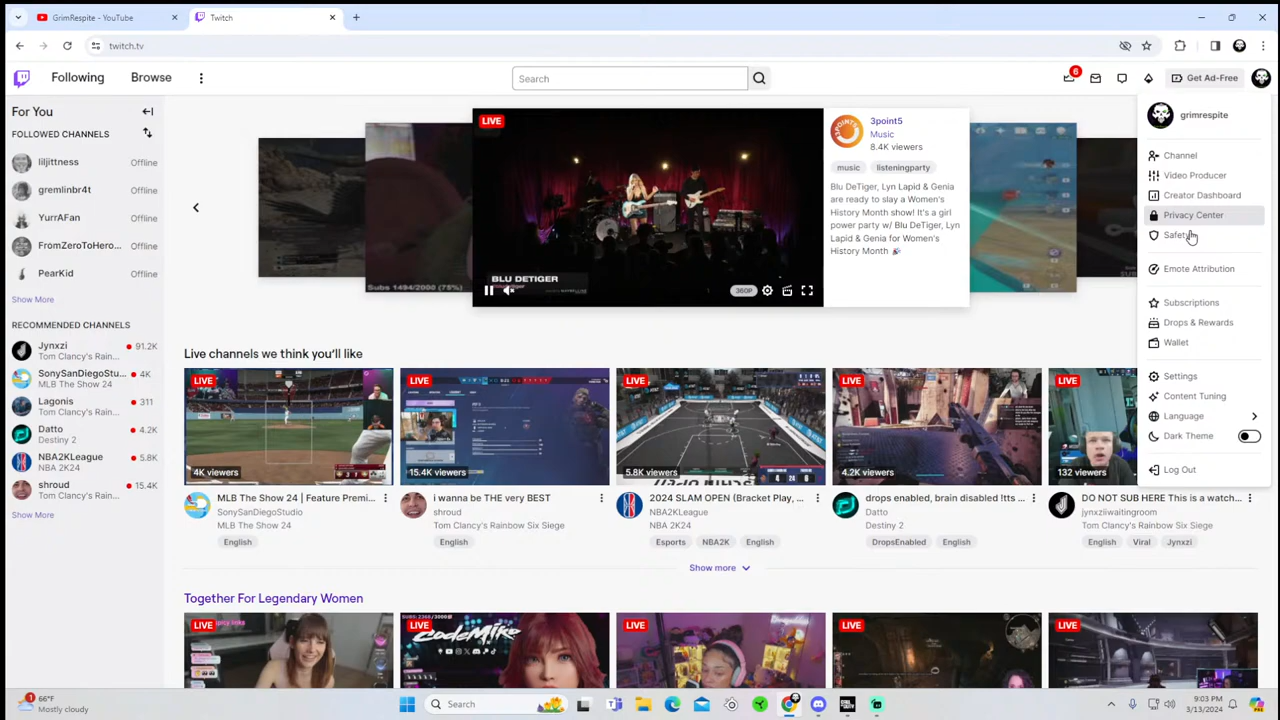 GrimRespite - YouTube
Twitch
twitch.tv
Following
Browse
Search
6
Get Ad-Free
For You
FOLLOWED CHANNELS
liljittness
Offline
gremlinbr4t
Offline
YurrAFan
Offline
FromZeroToHero...
Offline
PearKid
Offline
Show More
RECOMMENDED CHANNELS
Jynxzi
91.2K
Tom Clancy's Rain...
SonySanDiegoStu...
4K
MLB The Show 24
Lagonis
311
Tom Clancy's Rain...
Datto
4.2K
Destiny 2
NBA2KLeague
5.8K
NBA 2K24
shroud
15.4K
Tom Clancy's Rain...
Show More
Subs 1494/2000 (75%)
LIVE
BLU DETIGER
360P
3point5
Music
8.4K viewers
music
listeningparty
Blu DeTiger, Lyn Lapid & Genia
are ready to slay a Women's
History Month show! It's a girl
power party w/ Blu DeTiger, Lyn
Lapid & Genia for Women's
History Month
grimrespite
Channel
Video Producer
Creator Dashboard
Privacy Center
Safety
Emote Attribution
Subscriptions
Drops & Rewards
Wallet
Settings
Content Tuning
Language
Dark Theme
Log Out
Live channels we think you'll like
LIVE
4K viewers
MLB The Show 24 | Feature Premi...
SonySanDiegoStudio
MLB The Show 24
English
LIVE
15.4K viewers
i wanna be THE very BEST
shroud
Tom Clancy's Rainbow Six Siege
English
LIVE
5.8K viewers
2024 SLAM OPEN (Bracket Play, ...
NBA2KLeague
NBA 2K24
Esports
NBA2K
English
LIVE
4.2K viewers
drops enabled, brain disabled !tts ...
Datto
Destiny 2
DropsEnabled
English
LIVE
132 viewers
DO NOT SUB HERE This is a watch...
jynxziiwaitingroom
Tom Clancy's Rainbow Six Siege
English
Viral
Jynxzi
Show more
Together For Legendary Women
LIVE
LIVE
CODEMIKO
LIVE
LIVE
LIVE
66°F
Mostly cloudy
1
Search
9:03 PM
3/13/2024